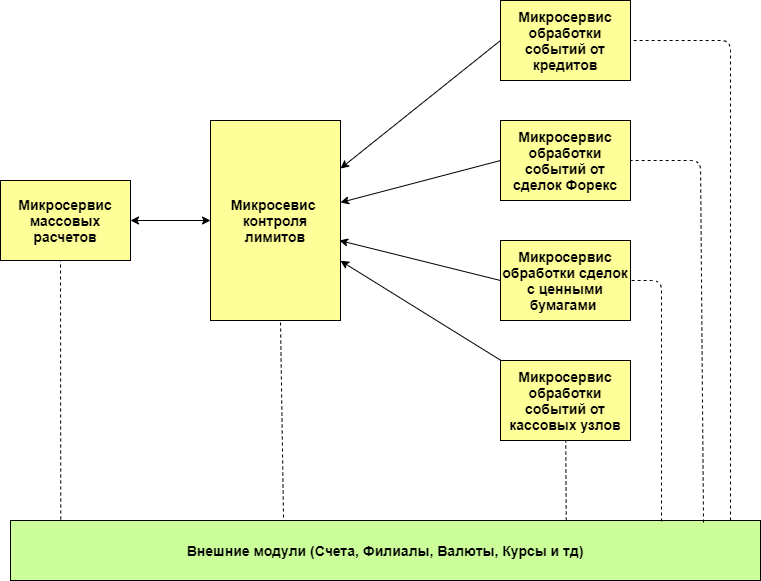 Микросервис
обработки
событий от
кредитов
Микросервис
обработки
событий от
сделок Форекс
Микросевис
контроля
лимитов
Микросервис
массовых
расчетов
Микросервис
обработки сделок
с ценными
бумагами
Микросервис
обработки
событий от
кассовых узлов
Внешние модули (Счета, Филиалы, Валюты, Курсы и тд)